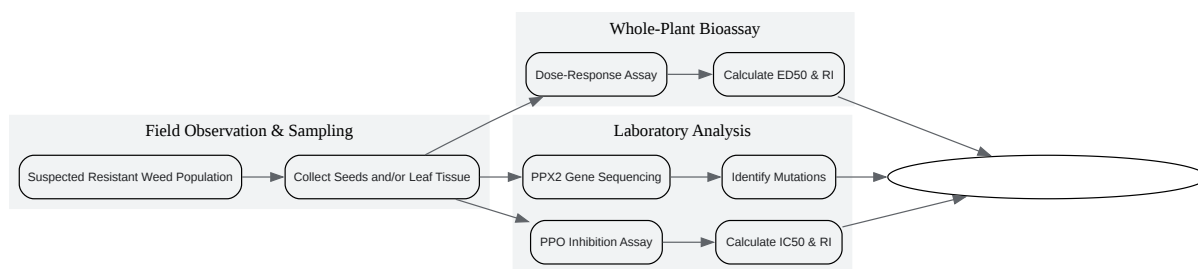 Whole-Plant Bioassay
Dose-Response Assay
Calculate ED50 & RI
Field Observation & Sampling
Suspected Resistant Weed Population
Collect Seeds and/or Leaf Tissue
Laboratory Analysis
PPX2 Gene Sequencing
Identify Mutations
PPO Inhibition Assay
Calculate IC50 & RI